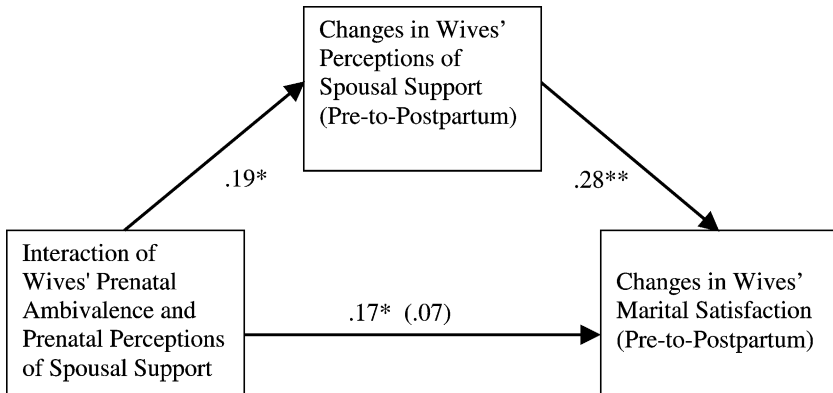 Changes in Wives’
Perceptions of
Spousal Support
(Pre-to-Postpartum)
.19*
.28**
Interaction of
Wives' Prenatal
Ambivalence and
Prenatal Perceptions
of Spousal Support
.17* (.07)
Changes in Wives’
Marital Satisfaction
(Pre-to-Postpartum)